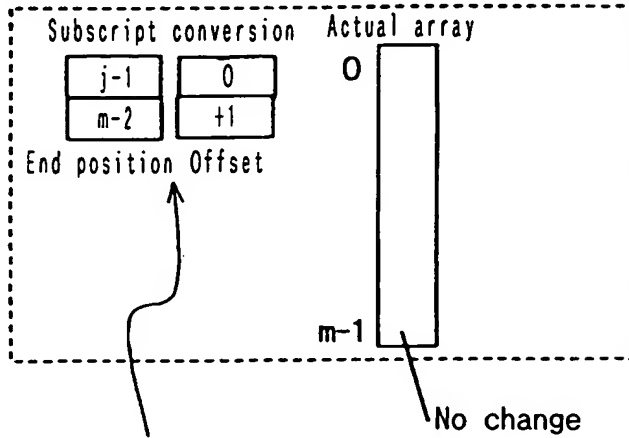 Subscript conversion
Actual array
j-1 0
m-2 +1
End position Offset
0
m-1
No change